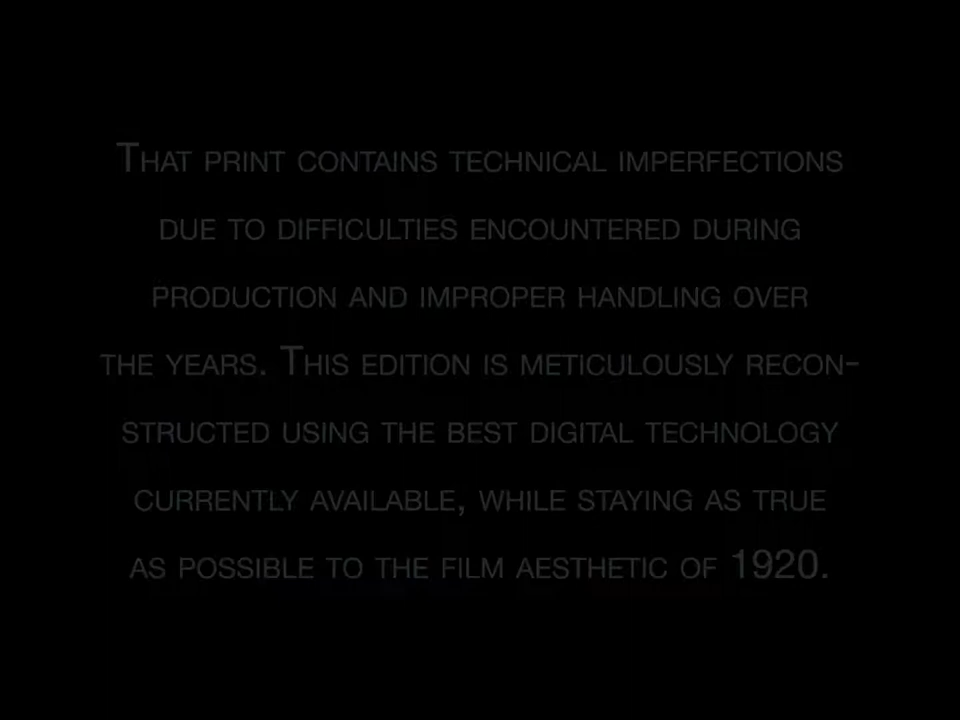 That print contains technical imperfections
due to difficulties encountered during
production and improper handling over
the years. This edition is meticulously recon-
structed using the best digital technology
currently available, while staying as true
as possible to the film aesthetic of 1920.